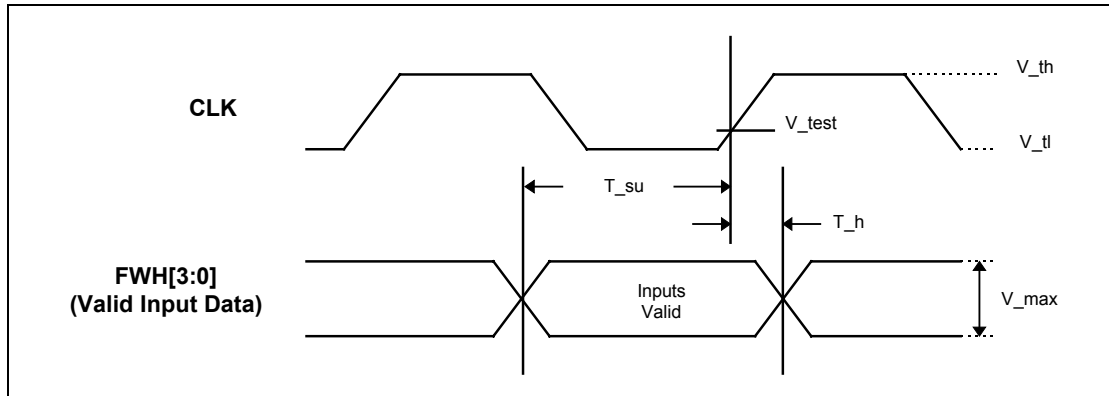 CLK
V_th
V_test
V_tl
T_su
T_h
FWH[3:0]
(Valid Input Data)
Inputs
Valid
V_max